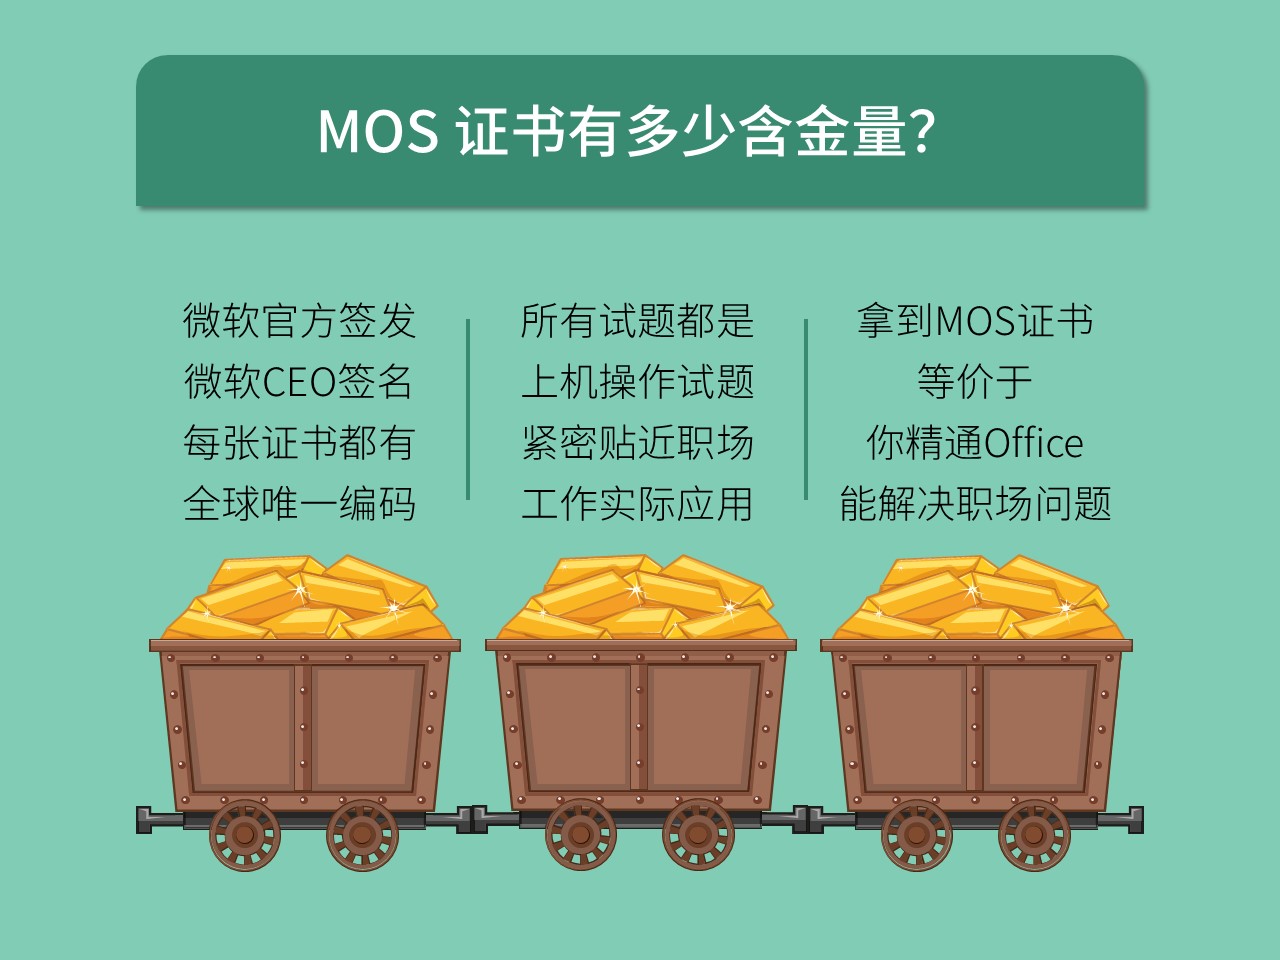 MOS 证书有多少含金量？
微软官方签发
微软CEO签名
每张证书都有
全球唯一编码
所有试题都是
上机操作试题
紧密贴近职场
工作实际应用
拿到MOS证书
等价于
你精通Office
能解决职场问题